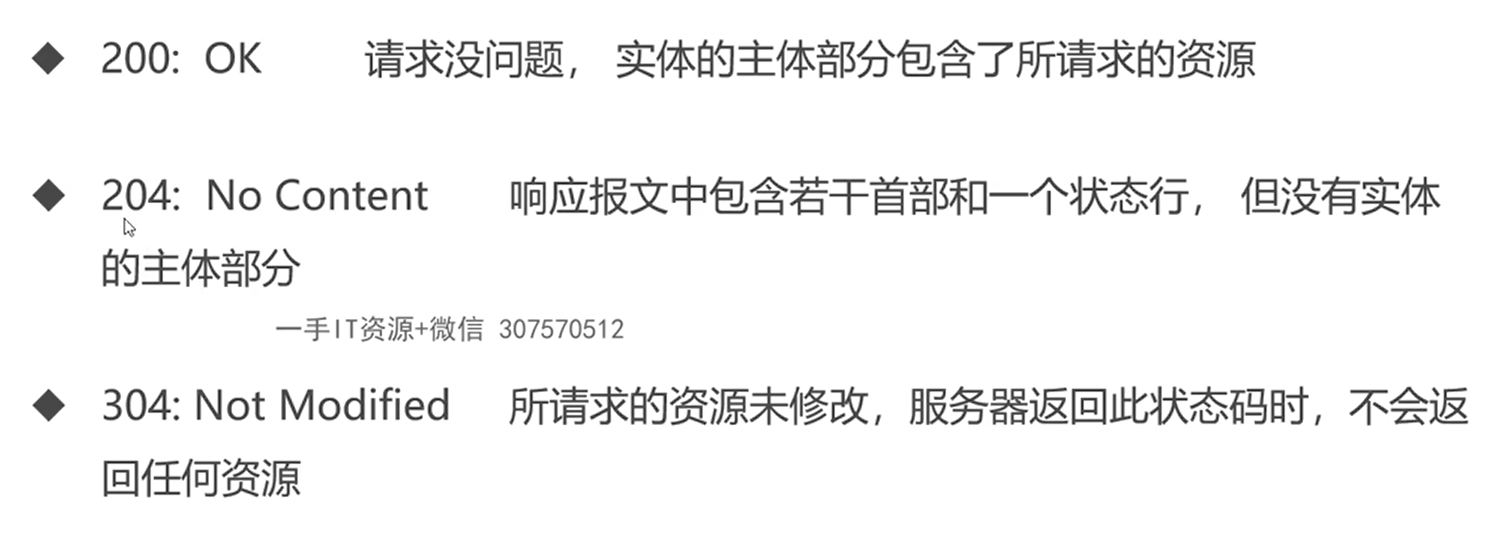 ◆ 200: OK 请求没问题， 实体的主体部分包含了所请求的资源
◆ 204: No Content 响应报文中包含若干首部和一个状态行， 但没有实体
的主体部分
一手IT资源+微信 307570512
◆ 304: Not Modified 所请求的资源未修改，服务器返回此状态码时，不会返
回任何资源